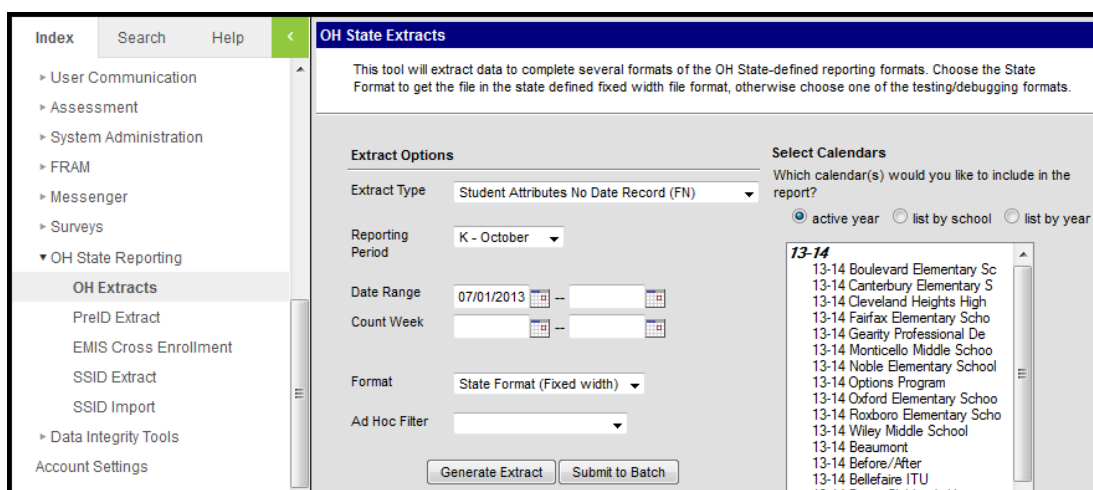 Index
Search
Help
User Communication
Assessment
System Administration
FRAM
Messenger
Surveys
OH State Reporting
OH Extracts
PreID Extract
EMIS Cross Enrollment
SSID Extract
SSID Import
Data Integrity Tools
Account Settings
OH State Extracts
This tool will extract data to complete several formats of the OH State-defined reporting formats. Choose the State
Format to get the file in the state defined fixed width file format, otherwise choose one of the testing/debugging formats.
Extract Options
Extract Type
Student Attributes No Date Record (FN)
Reporting
Period
K - October
Date Range
07/01/2013 --
Count Week
--
Format
State Format (Fixed width)
Ad Hoc Filter
Generate Extract
Submit to Batch
Select Calendars
Which calendar(s) would you like to include in the
report?
active year
list by school
list by year
13-14
13-14 Boulevard Elementary Sc
13-14 Canterbury Elementary S
13-14 Cleveland Heights High
13-14 Fairfax Elementary Scho
13-14 Gearity Professional De
13-14 Monticello Middle Schoo
13-14 Noble Elementary School
13-14 Options Program
13-14 Oxford Elementary Schoo
13-14 Roxboro Elementary Scho
13-14 Wiley Middle School
13-14 Beaumont
13-14 Before/After
13-14 Bellefaire ITU